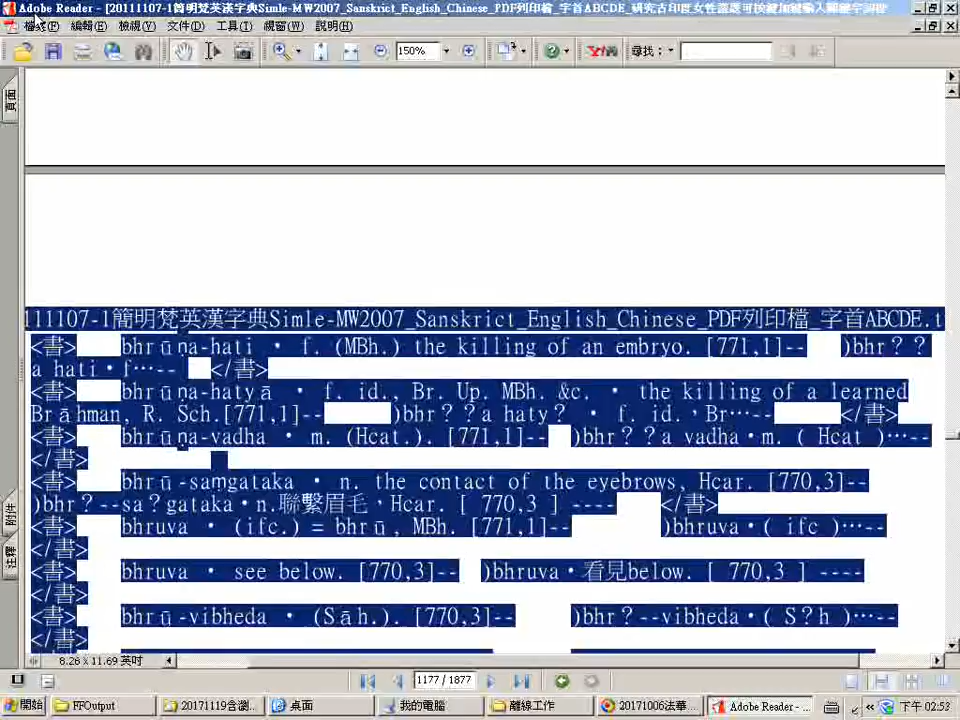 Adobe Reader - [20111107-1簡明梵英漢字典Simle-MW2007_Sanskrict_English_Chinese_PDF列印檔_字首ABCDE_研究古印度女性
檔案(F) 編輯(E) 檢視(V) 文件(D) 工具(T) 視窗(W) 說明(H)
150% 尋找:
頁面
附件
注釋
111107-1簡明梵英漢字典Simle-MW2007_Sanskrict_English_Chinese_PDF列印檔_字首ABCDE.t
<書> bhrūṇa-hati · f. (MBh.) the killing of an embryo. [771,1]-- )bhr??
a hati·f…-- </書>
<書> bhrūṇa-hatyā · f. id., Br. Up. MBh. &c. · the killing of a learned
Brāhman, R. Sch.[771,1]-- )bhr??a haty? · f. id.,Br…-- </書>
<書> bhrūṇa-vadha · m. (Hcat.). [771,1]-- )bhr??a vadha·m. ( Hcat )…--
</書>
<書> bhrū-saṃgataka · n. the contact of the eyebrows, Hcar. [770,3]--
)bhr?--sa?gataka·n.聯繫眉毛,Hcar. [ 770,3 ] ---- </書>
<書> bhruva · (ifc.) = bhrū, MBh. [771,1]-- )bhruva·( ifc )…--
</書>
<書> bhruva · see below. [770,3]-- )bhruva·看見below. [ 770,3 ] ----
</書>
<書> bhrū-vibheda · (Sāh.). [770,3]-- )bhr?--vibheda·( S?h )…--
</書>
8.26 x 11.69 英吋
1177 / 1877
開始 FFOutput 20171119含瀏... 桌面 我的電腦 離線工作 20171006法華... Adobe Reader - ... 下午 02:53